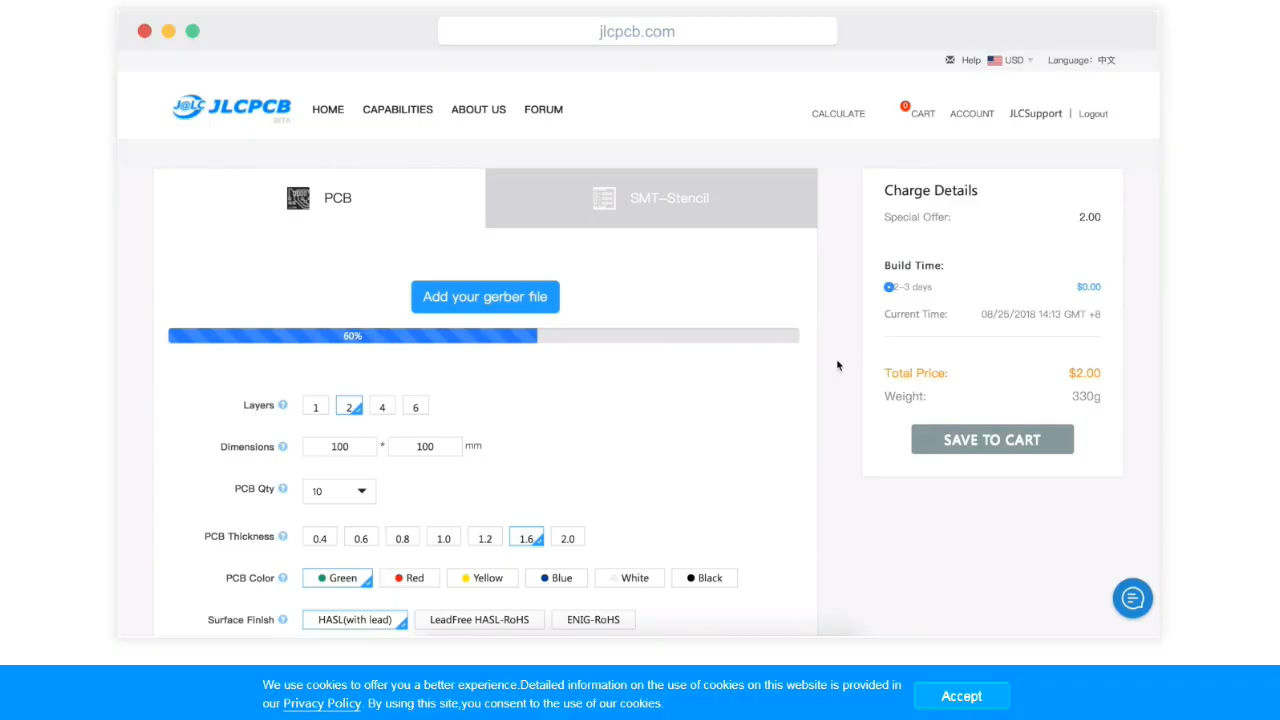 jlcpcb.com
Help USD Language: 中文
J@LC JLCPCB BETA HOME CAPABILITIES ABOUT US FORUM CALCULATE 0 CART ACCOUNT JLCSupport | Logout
PCB SMT-Stencil
Add your gerber file
60%
Layers ? 1 2 4 6
Dimensions ? 100 * 100 mm
PCB Qty ? 10
PCB Thickness ? 0.4 0.6 0.8 1.0 1.2 1.6 2.0
PCB Color ? Green Red Yellow Blue White Black
Surface Finish ? HASL(with lead) LeadFree HASL-RoHS ENIG-RoHS
Charge Details
Special Offer: 2.00
Build Time:
2-3 days $0.00
Current Time: 08/25/2018 14:13 GMT +8
Total Price: $2.00
Weight: 330g
SAVE TO CART
We use cookies to offer you a better experience.Detailed information on the use of cookies on this website is provided in
our Privacy Policy. By using this site,you consent to the use of our cookies.
Accept